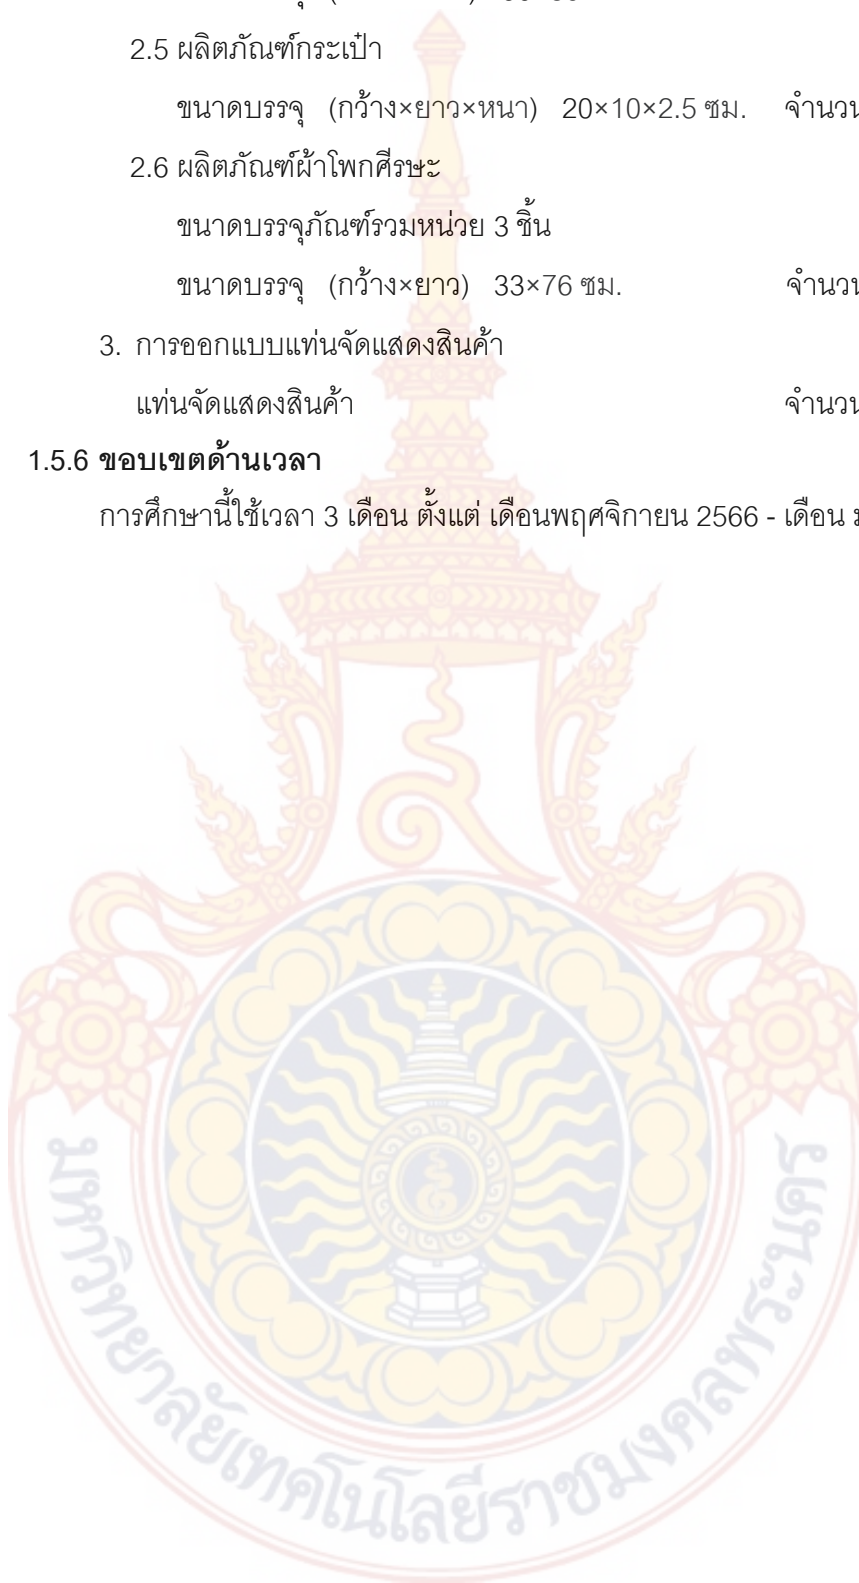 2.5 ผลิตภัณฑ์กระเป๋า
ขนาดบรรจุ (กว้าง×ยาว×หนา) 20×10×2.5 ซม. จำนวน
2.6 ผลิตภัณฑ์ผ้าโพกศีรษะ
ขนาดบรรจุภัณฑ์รวมหน่วย 3 ชิ้น
ขนาดบรรจุ (กว้าง×ยาว) 33×76 ซม. จำนวน
3. การออกแบบแท่นจัดแสดงสินค้า
แท่นจัดแสดงสินค้า จำนวน
1.5.6 ขอบเขตด้านเวลา
การศึกษานี้ใช้เวลา 3 เดือน ตั้งแต่ เดือนพฤศจิกายน 2566 - เดือน
มหาวิทยาลัยเทคโนโลยีราชมงคลพระนคร